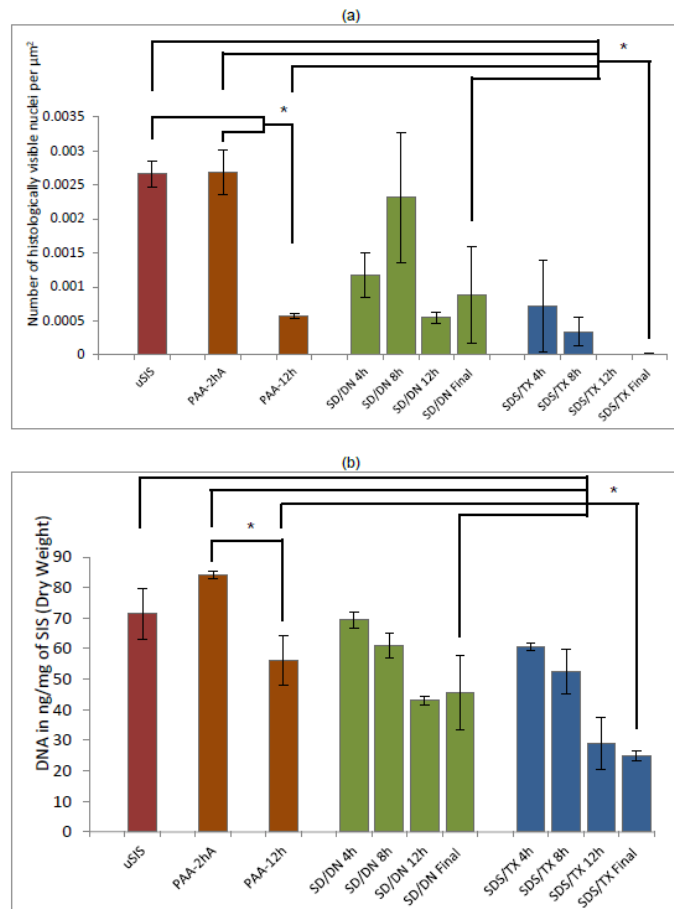 (a)
*
*
Number of histologically visible nuclei per µm²
0.0035
0.003
0.0025
0.002
0.0015
0.001
0.0005
0
uSIS
PAA-2hA
PAA-12h
SD/DN 4h
SD/DN 8h
SD/DN 12h
SD/DN Final
SDS/TX 4h
SDS/TX 8h
SDS/TX 12h
SDS/TX Final
(b)
*
*
DNA in ng/mg of SIS (Dry Weight)
90
80
70
60
50
40
30
20
10
0
uSIS
PAA-2hA
PAA-12h
SD/DN 4h
SD/DN 8h
SD/DN 12h
SD/DN Final
SDS/TX 4h
SDS/TX 8h
SDS/TX 12h
SDS/TX Final